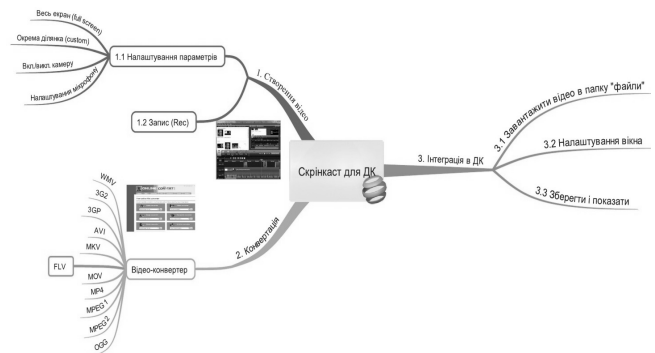 Весь екран (full screen)
Окрема ділянка (custom)
Вкл./викл. камеру
Налаштування мікрофону
1.1 Налаштування параметрів
1.2 Запис (Rec)
1. Створення відео
Скрінкаст для ДК
3. Інтеграція в ДК
3.1 Завантажити відео в папку "файли"
3.2 Налаштування вікна
3.3 Зберегти і показати
2. Конвертація
Відео-конвертер
WMV
3G2
3GP
AVI
MKV
FLV
MOV
MP4
MPEG 1
MPEG 2
OGG